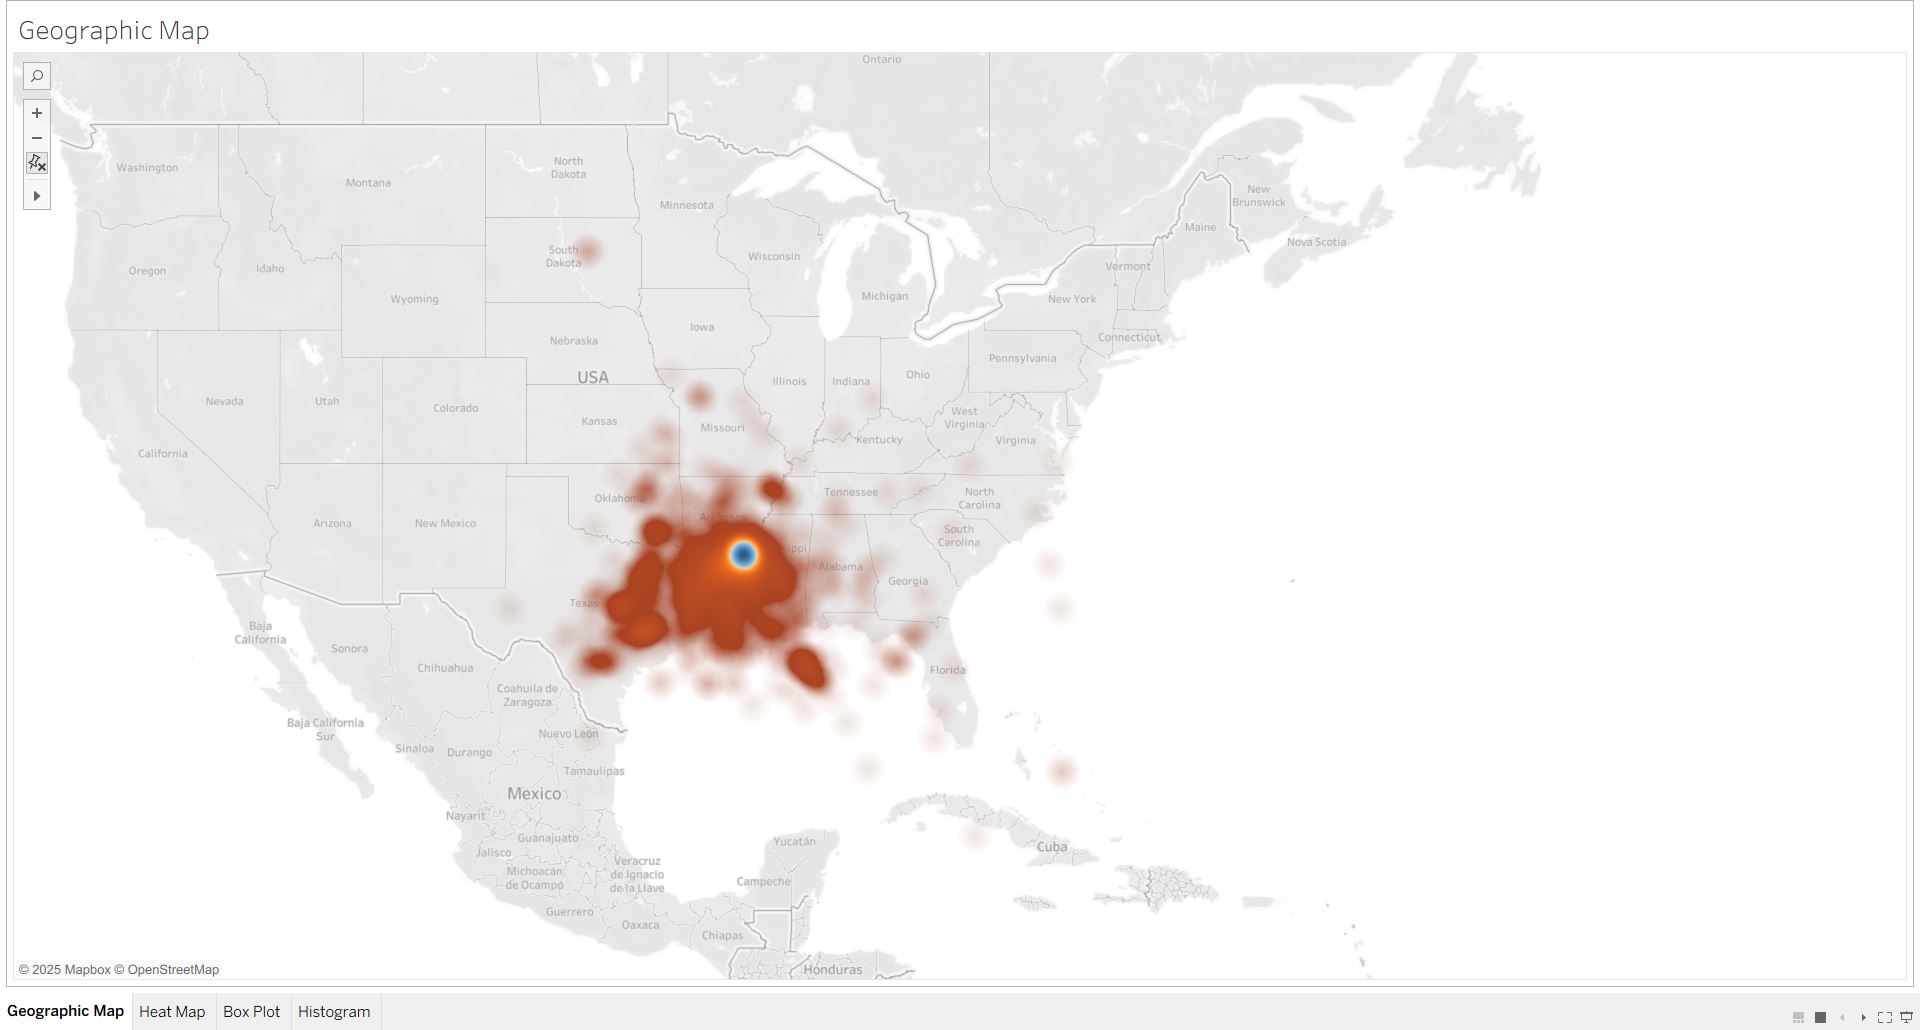 Geographic Map
Ontario
Washington
Montana
North
Dakota
Minnesota
New
Brunswick
Maine
Nova Scotia
Oregon
Idaho
South
Dakota
Wisconsin
Vermont
Wyoming
Michigan
New York
Iowa
Nebraska
Connecticut
Pennsylvania
USA
Illinois
Indiana
Ohio
Nevada
Utah
Colorado
Kansas
Missouri
West
Virginia
Kentucky
Virginia
California
Oklahoma
Tennessee
North
Carolina
Arizona
New Mexico
Arkansas
South
Carolina
sippi
Alabama
Georgia
Texas
Baja
California
Sonora
Chihuahua
Florida
Coahuila de
Zaragoza
Baja California
Sur
Nuevo León
Sinaloa
Durango
Tamaulipas
Mexico
Nayarit
Guanajuato
Yucatán
Jalisco
Cuba
Michoacán
de Ocampo
Veracruz
de Ignacio
de la Llave
Campeche
Guerrero
Oaxaca
Chiapas
Honduras
© 2025 Mapbox © OpenStreetMap
Geographic Map
Heat Map
Box Plot
Histogram